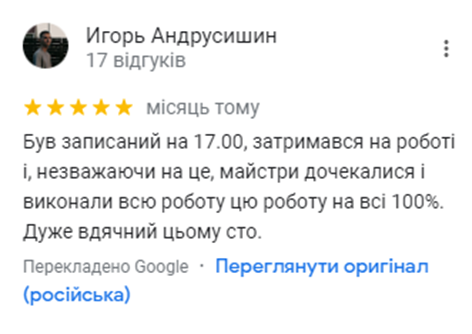 Игорь Андрусишин
17 відгуків
місяць тому
Був записаний на 17.00, затримався на роботі
і, незважаючи на це, майстри дочекалися і
виконали всю роботу цю роботу на всі 100%.
Дуже вдячний цьому сто.
Перекладено Google · Переглянути оригінал
(російська)